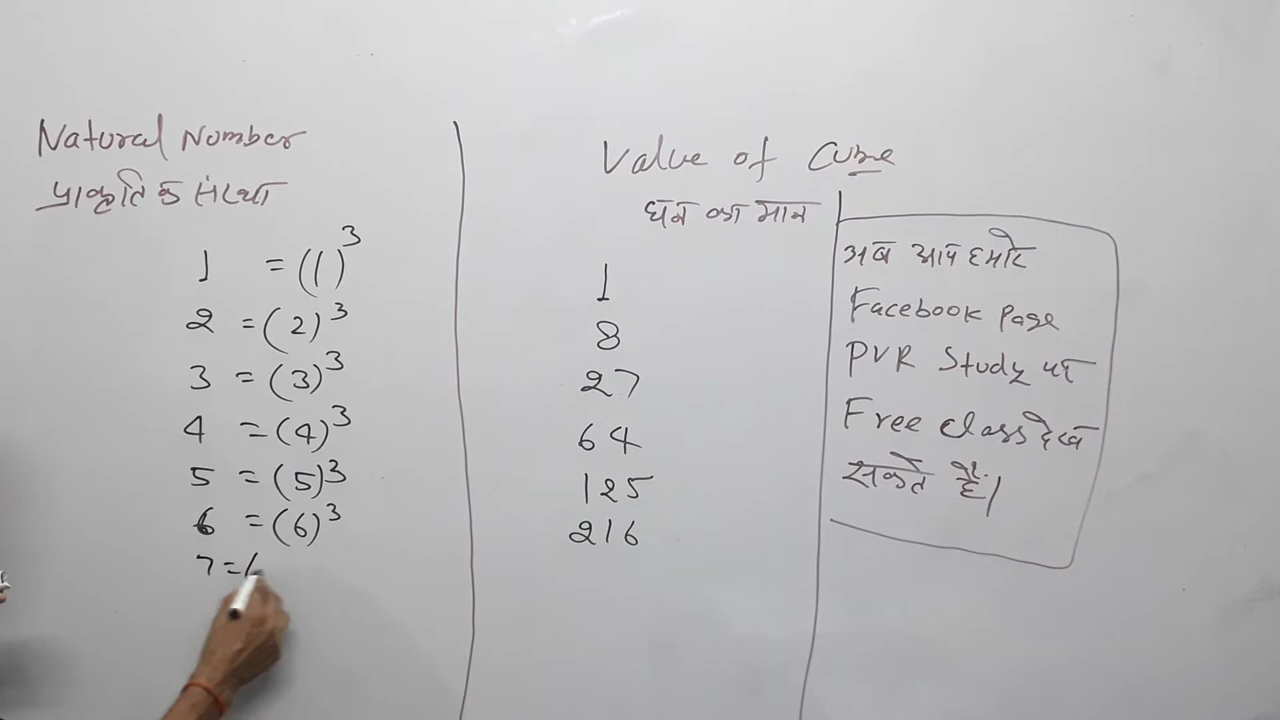 Natural Number
प्राकृतिक संख्या
1 = (1)³
2 = (2)³
3 = (3)³
4 = (4)³
5 = (5)³
6 = (6)³
7 = (
Value of Cube
घन का मान
1
8
27
64
125
216
अब आप हमारे
Facebook Page
PVR Study पर
Free class देख
सकते हैं।